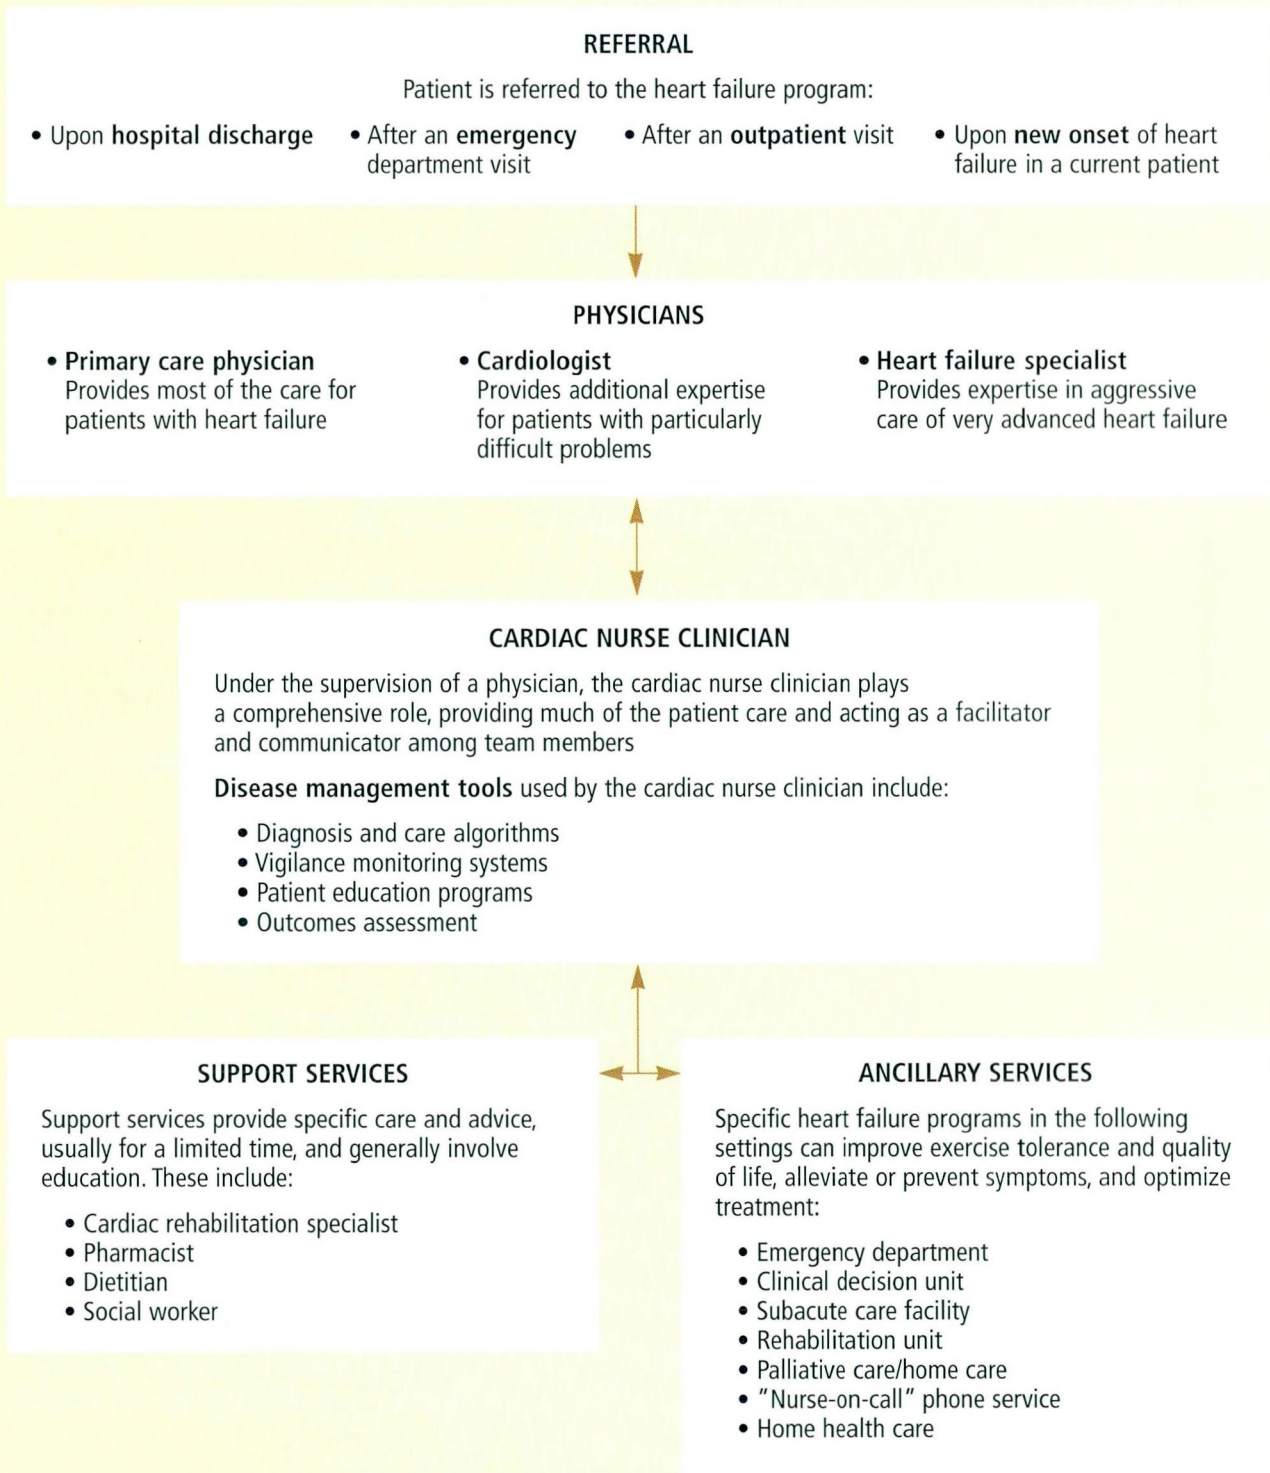 REFERRAL
Patient is referred to the heart failure program:
• Upon hospital discharge
• After an emergency
department visit
• After an outpatient visit
• Upon new onset of heart
failure in a current patient
PHYSICIANS
• Primary care physician
Provides most of the care for
patients with heart failure
• Cardiologist
Provides additional expertise
for patients with particularly
difficult problems
• Heart failure specialist
Provides expertise in aggressive
care of very advanced heart failure
CARDIAC NURSE CLINICIAN
Under the supervision of a physician, the cardiac nurse clinician plays
a comprehensive role, providing much of the patient care and acting as a facilitator
and communicator among team members
Disease management tools used by the cardiac nurse clinician include:
• Diagnosis and care algorithms
• Vigilance monitoring systems
• Patient education programs
• Outcomes assessment
SUPPORT SERVICES
Support services provide specific care and advice,
usually for a limited time, and generally involve
education. These include:
• Cardiac rehabilitation specialist
• Pharmacist
• Dietitian
• Social worker
ANCILLARY SERVICES
Specific heart failure programs in the following
settings can improve exercise tolerance and quality
of life, alleviate or prevent symptoms, and optimize
treatment:
• Emergency department
• Clinical decision unit
• Subacute care facility
• Rehabilitation unit
• Palliative care/home care
• "Nurse-on-call" phone service
• Home health care